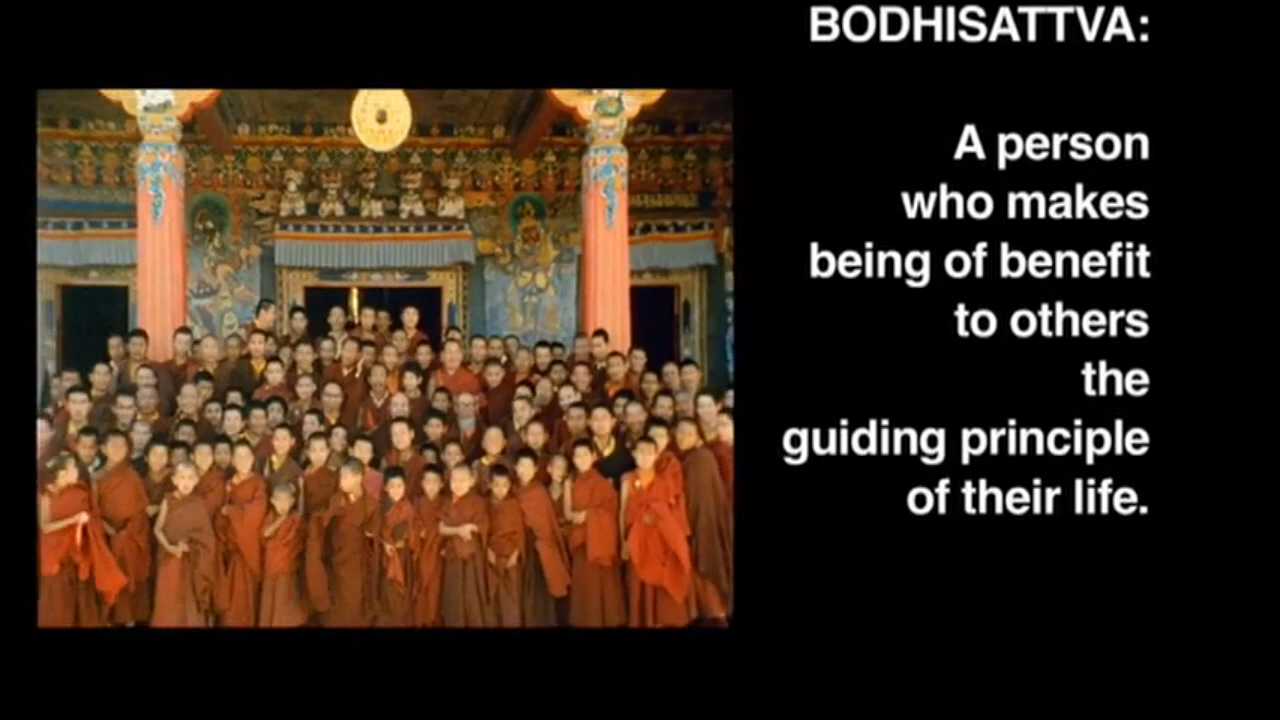 BODHISATTVA:
A person
who makes
being of benefit
to others
the
guiding principle
of their life.